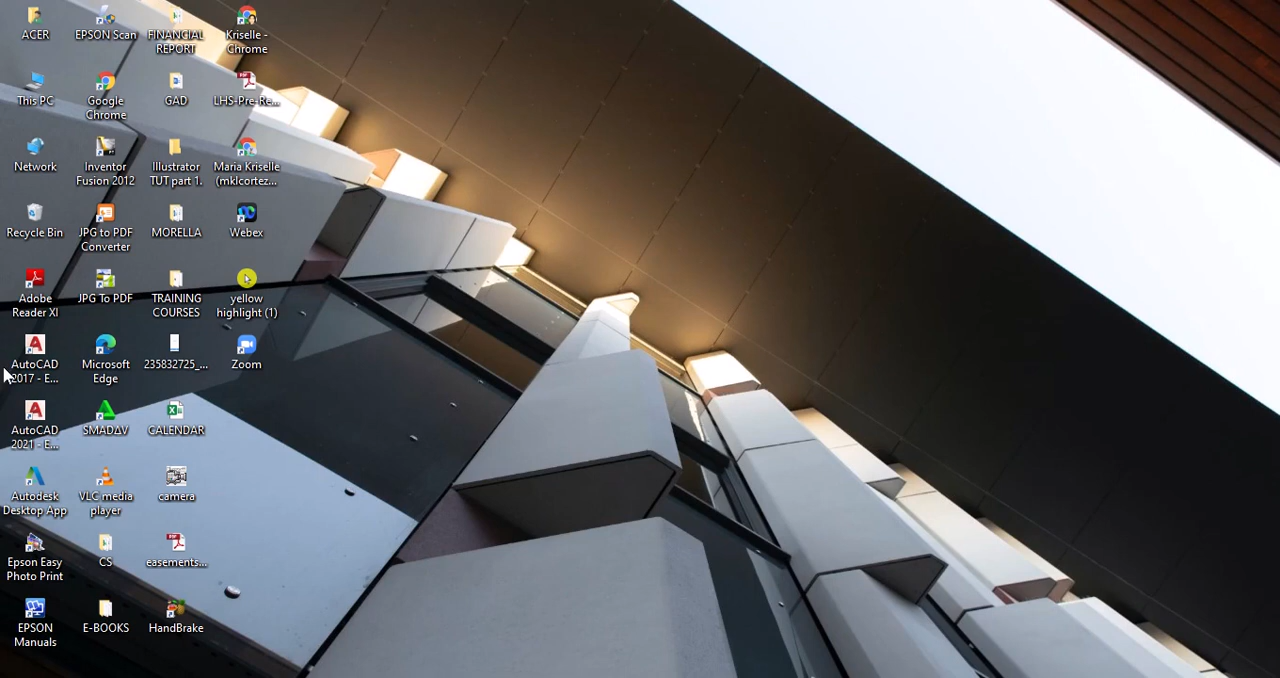 ACER
This PC
Network
Recycle Bin
Adobe
Reader XI
AutoCAD
2017 - E...
AutoCAD
2021 - E...
Autodesk
Desktop App
Epson Easy
Photo Print
EPSON
Manuals
EPSON Scan
Google
Chrome
Inventor
Fusion 2012
JPG to PDF
Converter
JPG To PDF
Microsoft
Edge
SMADΔV
VLC media
player
CS
E-BOOKS
FINANCIAL
REPORT
GAD
Illustrator
TUT part 1.
MORELLA
TRAINING
COURSES
235832725_...
CALENDAR
camera
easements...
HandBrake
Kriselle -
Chrome
LHS-Pre-Re...
Maria Kriselle
(mklcortez...
Webex
yellow
highlight (1)
Zoom